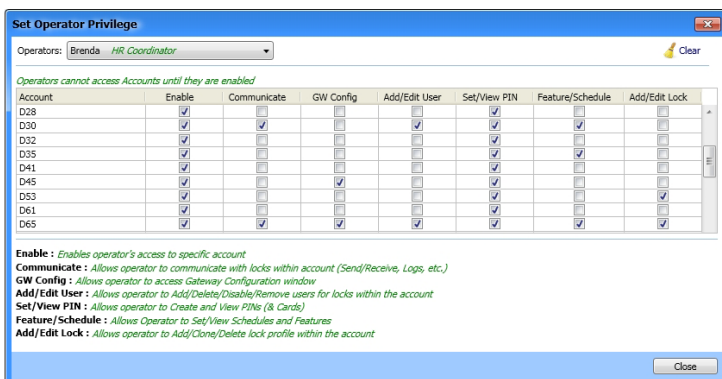 Set Operator Privilege
Operators: Brenda HR Coordinator Clear
Operators cannot access Accounts until they are enabled
Account Enable Communicate GW Config Add/Edit User Set/View PIN Feature/Schedule Add/Edit Lock
D28
D30
D32
D35
D41
D45
D53
D61
D65
Enable : Enables operator's access to specific account
Communicate : Allows operator to communicate with locks within account (Send/Receive, Logs, etc.)
GW Config : Allows operator to access Gateway Configuration window
Add/Edit User : Allows operator to Add/Delete/Disable/Remove users for locks within the account
Set/View PIN : Allows operator to Create and View PINs (& Cards)
Feature/Schedule : Allows Operator to Set/View Schedules and Features
Add/Edit Lock : Allows operator to Add/Clone/Delete lock profile within the account
Close